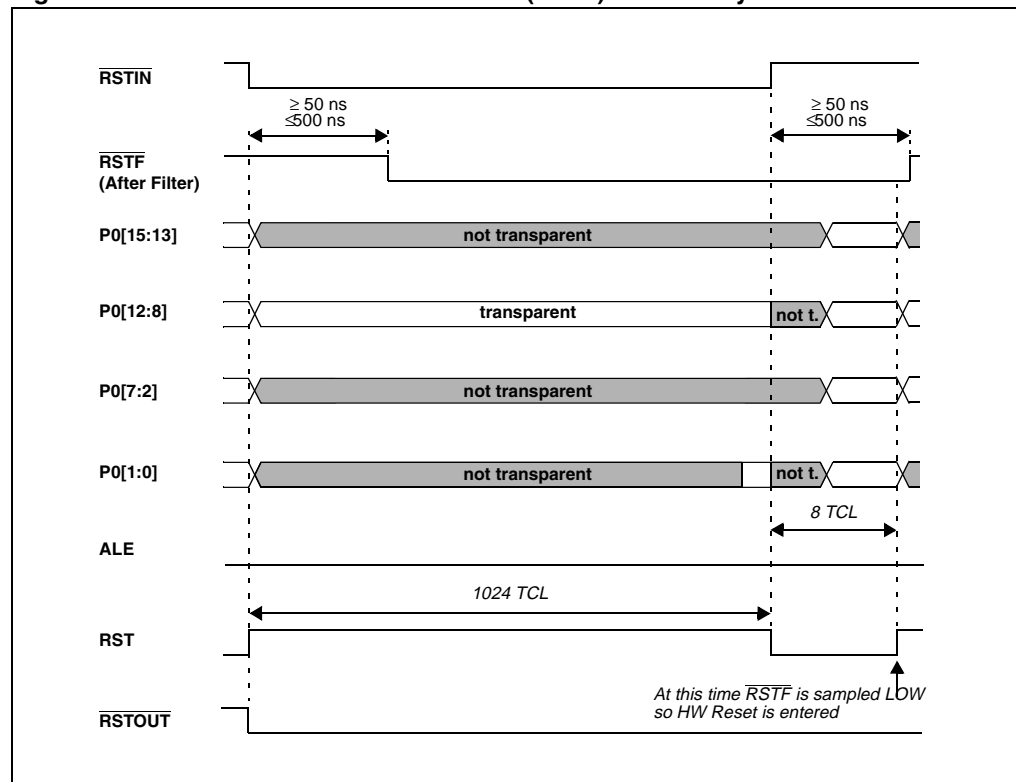 RSTIN
≥ 50 ns
≤500 ns
≥ 50 ns
≤500 ns
RSTF
(After Filter)
P0[15:13]
not transparent
P0[12:8]
transparent
not t.
P0[7:2]
not transparent
P0[1:0]
not transparent
not t.
8 TCL
ALE
1024 TCL
RST
At this time RSTF is sampled LOW
so HW Reset is entered
RSTOUT